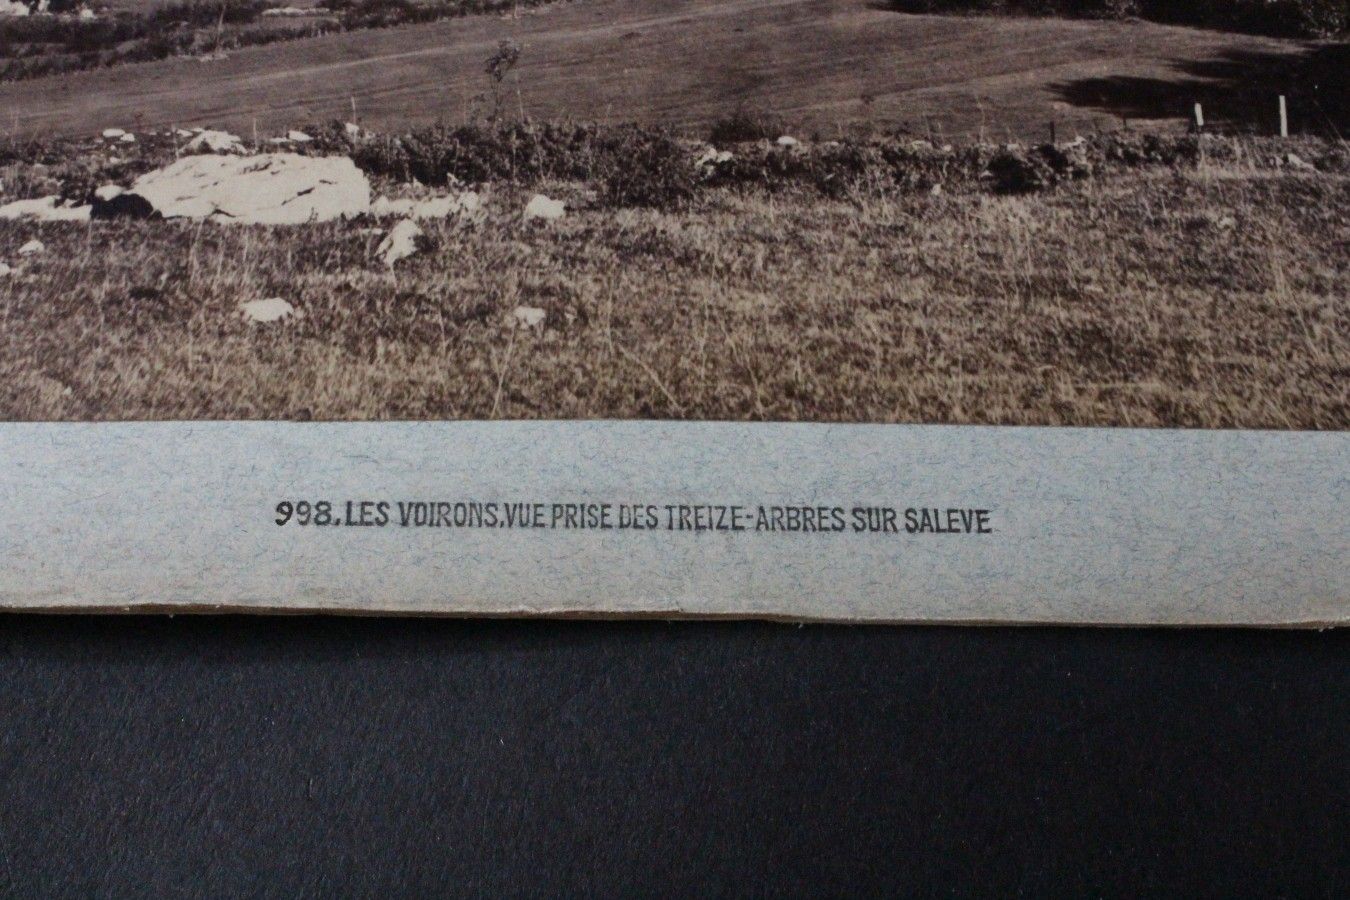 998. LES VOIRONS. VUE PRISE DES TREIZE-ARBRES SUR SALEVE